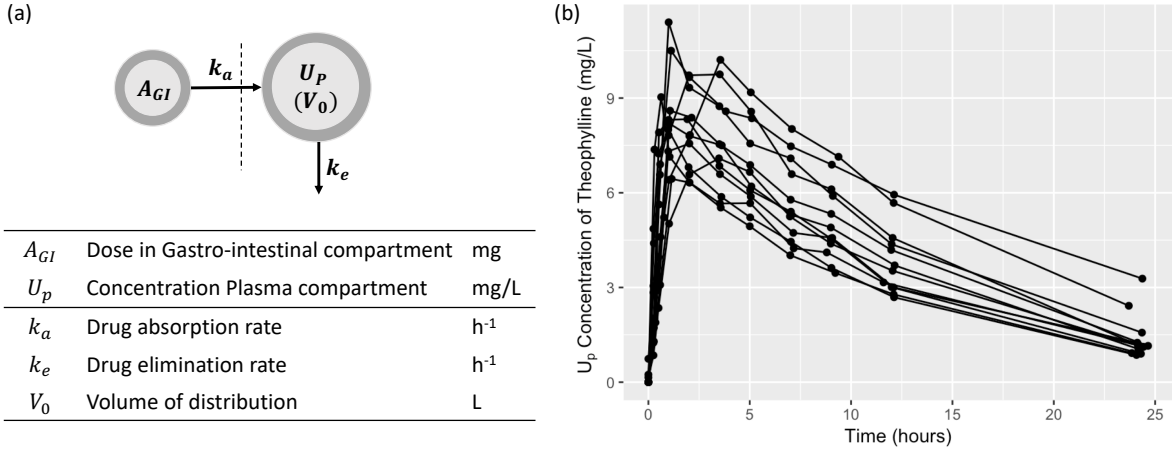 (a)
A_GI
k_a
U_P
(V_0)
k_e
A_GI Dose in Gastro-intestinal compartment mg
U_p Concentration Plasma compartment mg/L
k_a Drug absorption rate h⁻¹
k_e Drug elimination rate h⁻¹
V_0 Volume of distribution L
(b)
U_p Concentration of Theophylline (mg/L)
9
6
3
0
0 5 10 15 20 25
Time (hours)